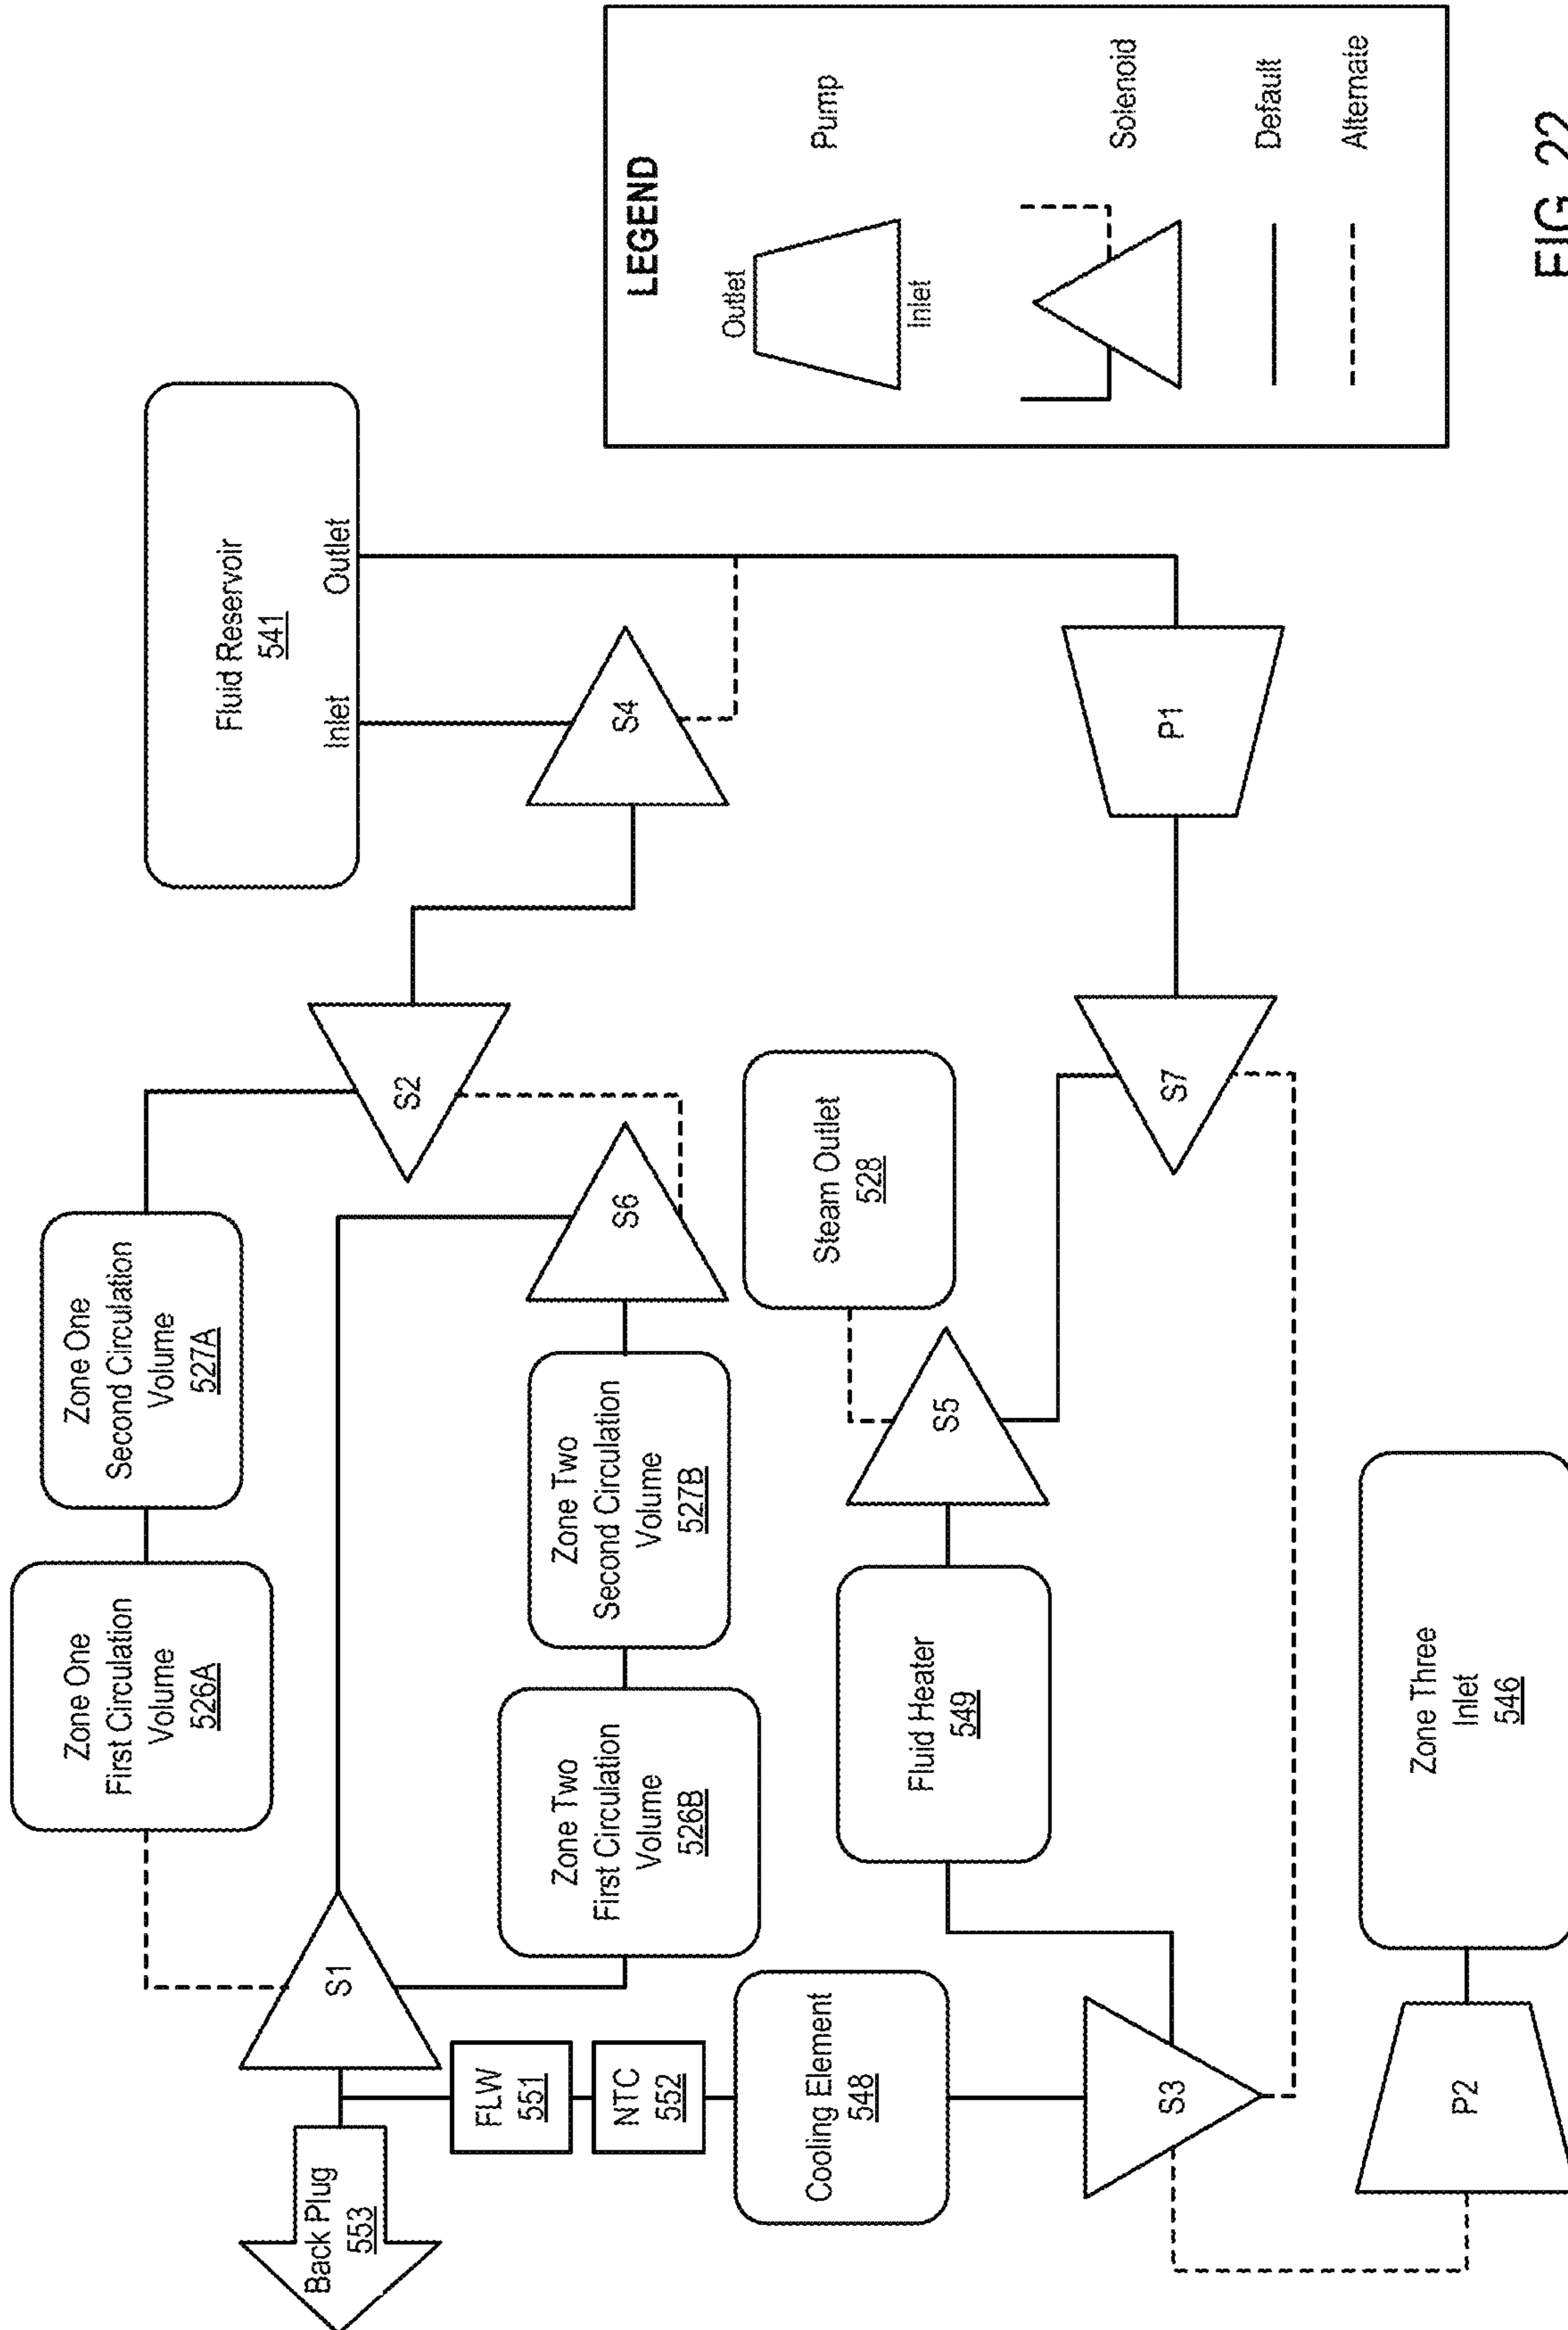 Back Plug
553
S1
FLW
551
NTC
552
Cooling Element
548
S3
P2
Zone One
First Circulation
Volume
526A
Zone One
Second Circulation
Volume
527A
Zone Two
First Circulation
Volume
526B
Zone Two
Second Circulation
Volume
527B
S6
S2
Fluid Heater
549
S5
Steam Outlet
528
S7
Zone Three
Inlet
546
Fluid Reservoir
541
Inlet
Outlet
S4
P1
LEGEND
Outlet
Inlet
Pump
Solenoid
Default
Alternate
FIG. 22